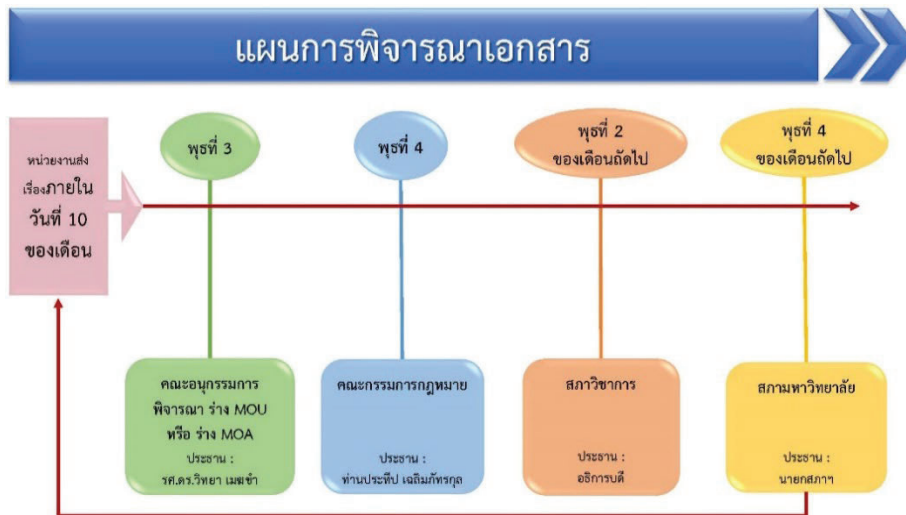 แผนการพิจารณาเอกสาร
หน่วยงานส่ง
เรื่องภายใน
วันที่ 10
ของเดือน
พุธที่ 3
พุธที่ 4
พุธที่ 2
ของเดือนถัดไป
พุธที่ 4
ของเดือนถัดไป
คณะอนุกรรมการ
พิจารณา ร่าง MOU
หรือ ร่าง MOA
ประธาน :
รศ.ดร.วิทยา เมฆขำ
คณะกรรมการกฎหมาย
ประธาน :
ท่านประทีป เฉลิมภัทรกุล
สภาวิชาการ
ประธาน :
อธิการบดี
สภามหาวิทยาลัย
ประธาน :
นายกสภาฯ